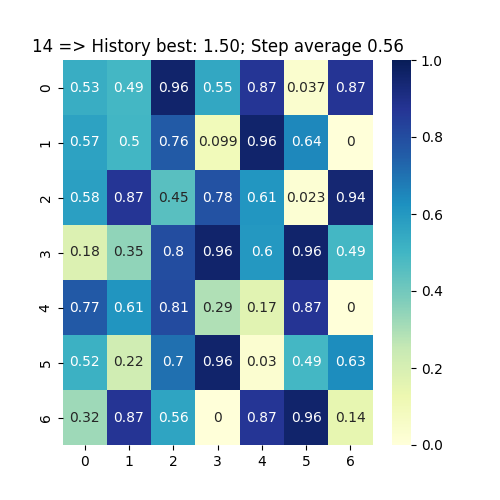 14 => History best: 1.50; Step average 0.56
0 0.53 0.49 0.96 0.55 0.87 0.037 0.87
1 0.57 0.5 0.76 0.099 0.96 0.64 0
2 0.58 0.87 0.45 0.78 0.61 0.023 0.94
3 0.18 0.35 0.8 0.96 0.6 0.96 0.49
4 0.77 0.61 0.81 0.29 0.17 0.87 0
5 0.52 0.22 0.7 0.96 0.03 0.49 0.63
6 0.32 0.87 0.56 0 0.87 0.96 0.14
0 1 2 3 4 5 6
1.0
0.8
0.6
0.4
0.2
0.0